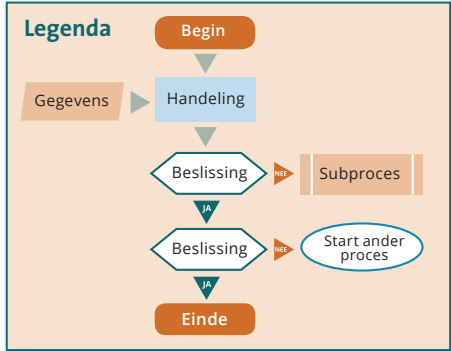 Legenda
Begin
Gegevens
Handeling
Beslissing
NEE
Subproces
JA
Beslissing
NEE
Start ander
proces
JA
Einde